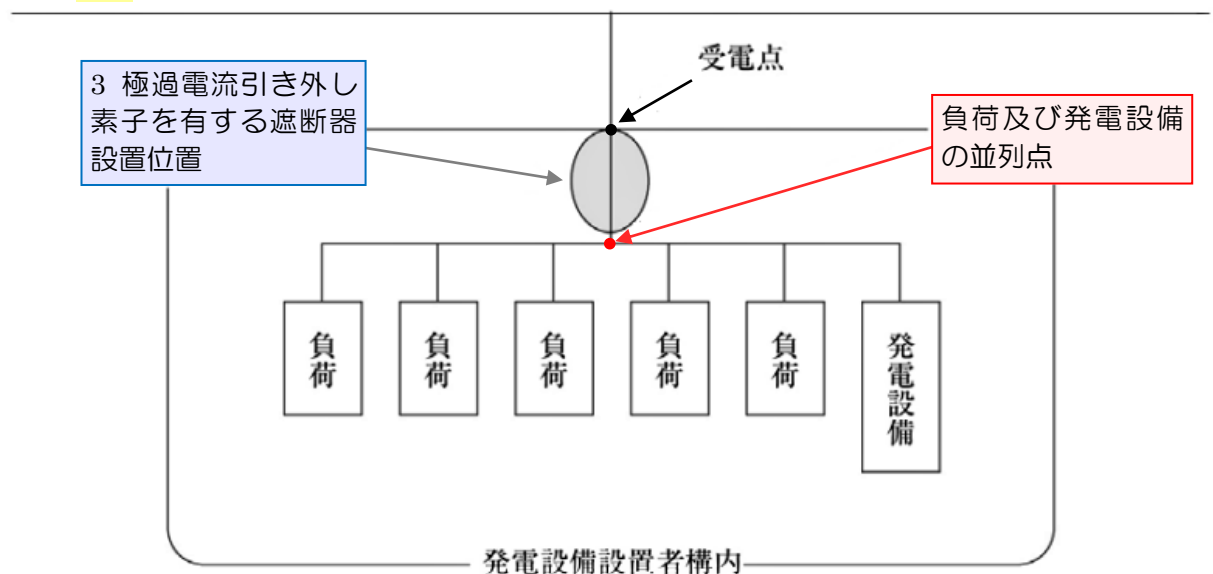 受電点
3 極過電流引き外し
素子を有する遮断器
設置位置
負荷及び発電設備
の並列点
負荷
負荷
負荷
負荷
負荷
発電設備
発電設備設置者構内